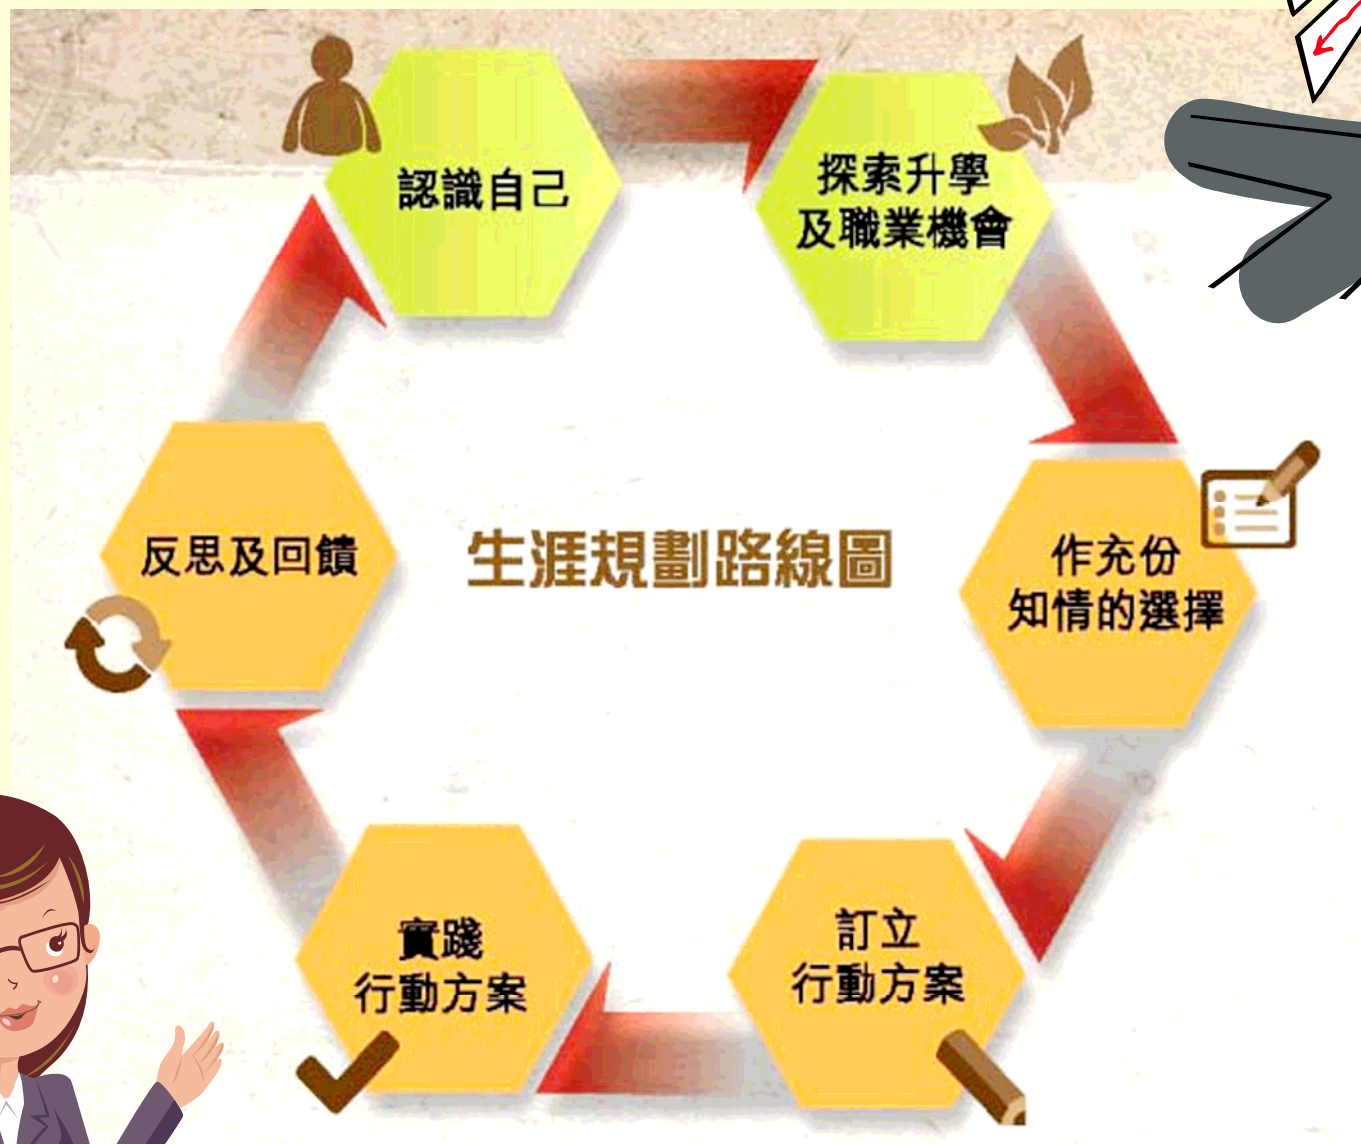 認識自己
探索升學
及職業機會
作充份
知情的選擇
訂立
行動方案
實踐
行動方案
反思及回饋
生涯規劃路線圖